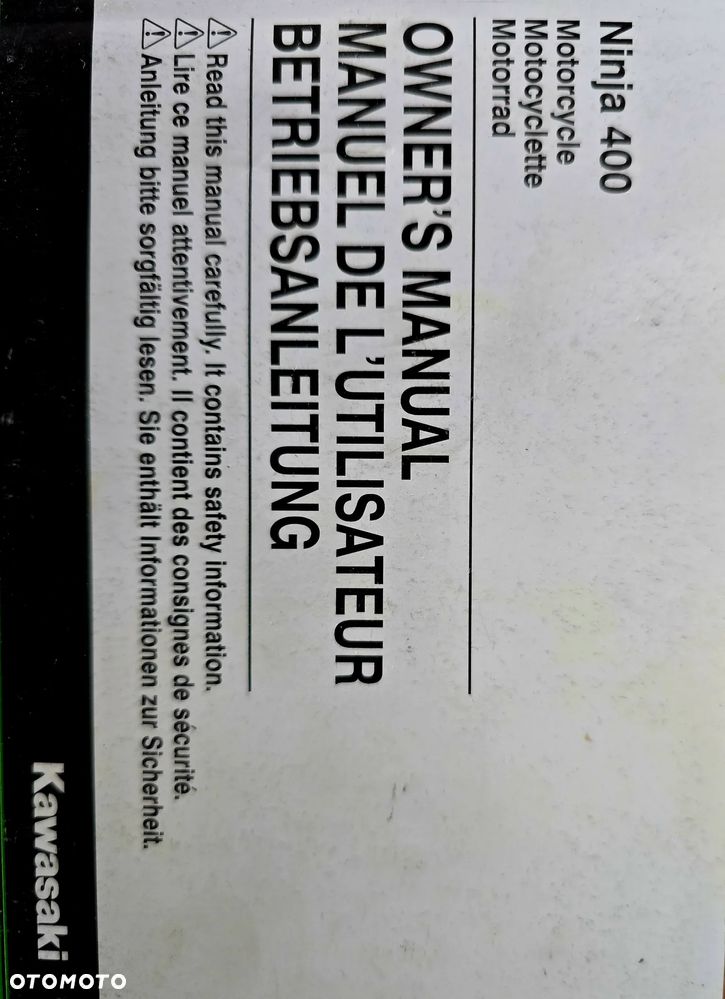 Ninja 400
Motorcycle
Motocyclette
Motorrad
OWNER'S MANUAL
MANUEL DE L'UTILISATEUR
BETRIEBSANLEITUNG
⚠ Read this manual carefully. It contains safety information.
⚠ Lire ce manuel attentivement. Il contient des consignes de sécurité.
⚠ Anleitung bitte sorgfältig lesen. Sie enthält Informationen zur Sicherheit.
Kawasaki
OTOMOTO